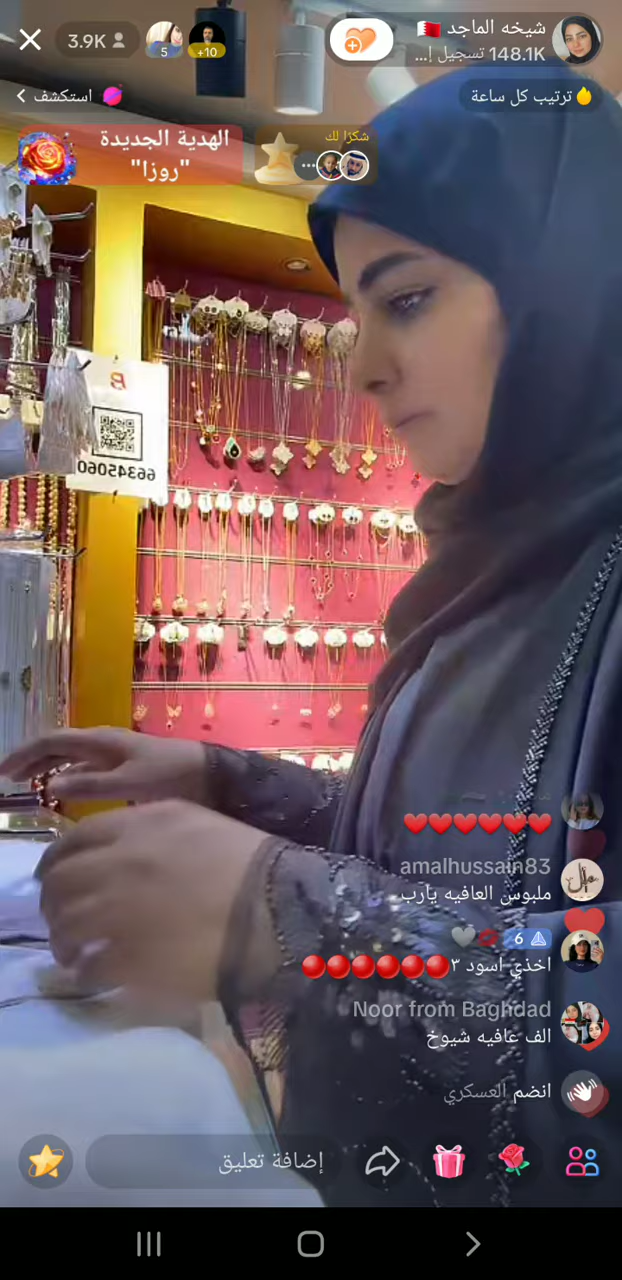 شيخه الماجد
148.1K تسجيل إ...
3.9K
5
+10
ترتيب كل ساعة
استكشف
شكرًا لك
الهدية الجديدة
"روزا"
66345060
amalhussain83
ملبوس العافيه يآرب
6
اخذي اسود ٣
Noor from Baghdad
الف عافيه شيوخ
انضم العسكري
إضافة تعليق